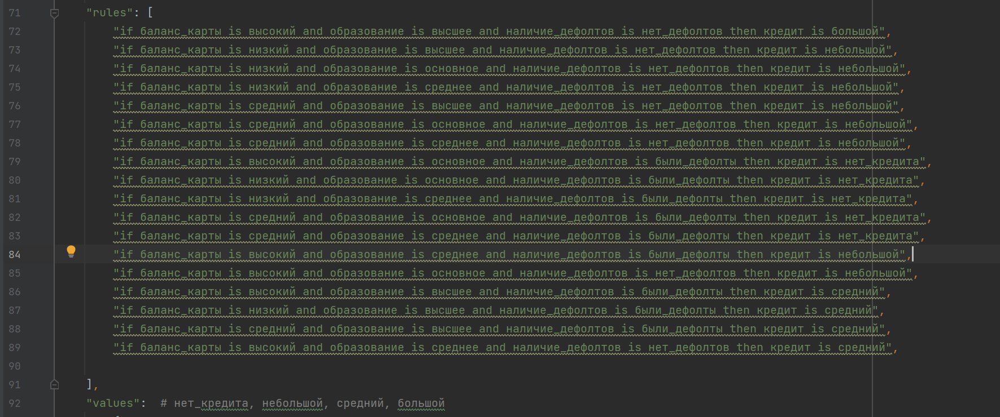 71 "rules": [
72 "if баланс_карты is высокий and образование is высшее and наличие_дефолтов is нет_дефолтов then кредит is большой",
73 "if баланс_карты is низкий and образование is высшее and наличие_дефолтов is нет_дефолтов then кредит is небольшой",
74 "if баланс_карты is низкий and образование is основное and наличие_дефолтов is нет_дефолтов then кредит is небольшой",
75 "if баланс_карты is низкий and образование is среднее and наличие_дефолтов is нет_дефолтов then кредит is небольшой",
76 "if баланс_карты is средний and образование is высшее and наличие_дефолтов is нет_дефолтов then кредит is небольшой",
77 "if баланс_карты is средний and образование is основное and наличие_дефолтов is нет_дефолтов then кредит is небольшой",
78 "if баланс_карты is средний and образование is среднее and наличие_дефолтов is нет_дефолтов then кредит is небольшой",
79 "if баланс_карты is высокий and образование is основное and наличие_дефолтов is были_дефолты then кредит is нет_кредита",
80 "if баланс_карты is низкий and образование is основное and наличие_дефолтов is были_дефолты then кредит is нет_кредита",
81 "if баланс_карты is низкий and образование is среднее and наличие_дефолтов is были_дефолты then кредит is нет_кредита",
82 "if баланс_карты is средний and образование is основное and наличие_дефолтов is были_дефолты then кредит is нет_кредита",
83 "if баланс_карты is средний and образование is среднее and наличие_дефолтов is были_дефолты then кредит is нет_кредита",
84 "if баланс_карты is высокий and образование is среднее and наличие_дефолтов is были_дефолты then кредит is небольшой",
85 "if баланс_карты is высокий and образование is основное and наличие_дефолтов is нет_дефолтов then кредит is небольшой",
86 "if баланс_карты is высокий and образование is высшее and наличие_дефолтов is были_дефолты then кредит is средний",
87 "if баланс_карты is низкий and образование is высшее and наличие_дефолтов is были_дефолты then кредит is средний",
88 "if баланс_карты is средний and образование is высшее and наличие_дефолтов is были_дефолты then кредит is средний",
89 "if баланс_карты is высокий and образование is среднее and наличие_дефолтов is нет_дефолтов then кредит is средний",
90
91 ],
92 "values": # нет_кредита, небольшой, средний, большой